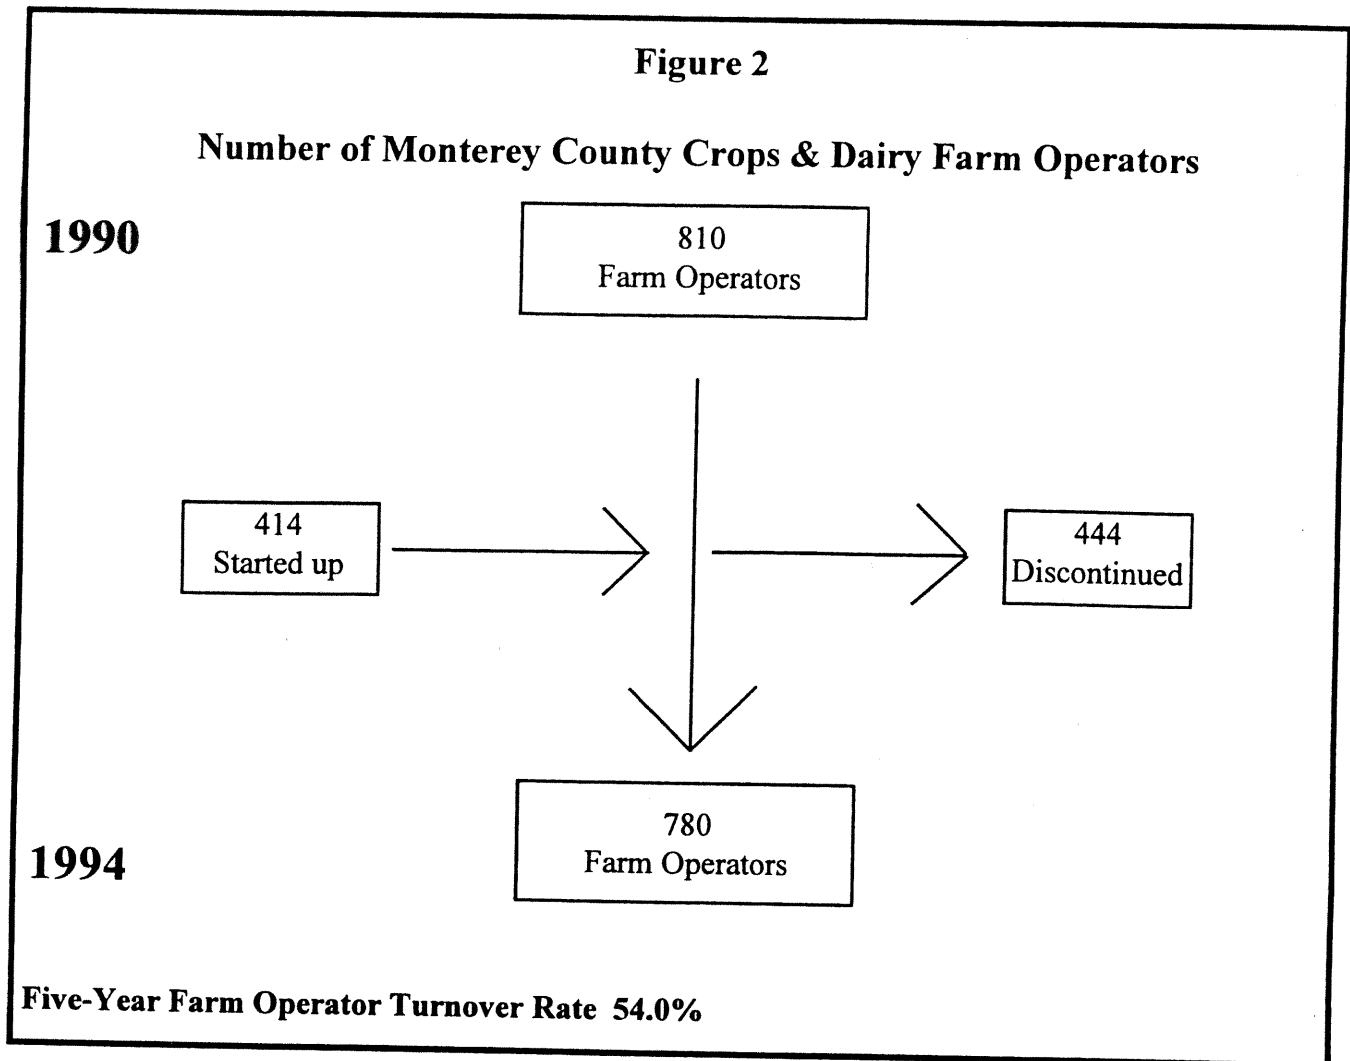 Figure 2
Number of Monterey County Crops & Dairy Farm Operators
1990
810
Farm Operators
414
Started up
444
Discontinued
780
Farm Operators
1994
Five-Year Farm Operator Turnover Rate 54.0%